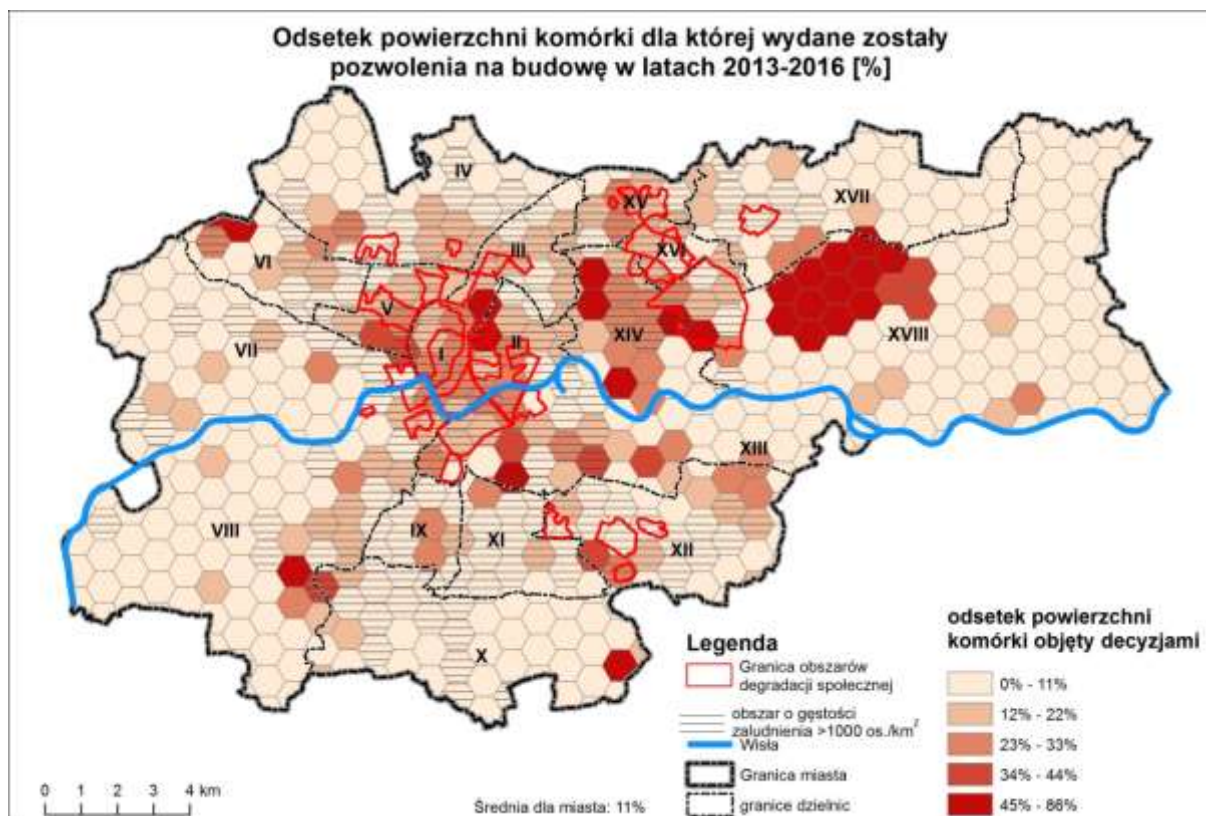 Odsetek powierzchni komórki dla której wydane zostały
pozwolenia na budowę w latach 2013-2016 [%]
IV
XVII
XV
III
XVI
VI
V
XIV
XVIII
VII
I
II
XIII
VIII
IX
XI
XII
X
Legenda
Granica obszarów
degradacji społecznej
obszar o gęstości
zaludnienia >1000 os./km²
Wisła
Granica miasta
granice dzielnic
odsetek powierzchni
komórki objęty decyzjami
0% - 11%
12% - 22%
23% - 33%
34% - 44%
45% - 86%
0 1 2 3 4 km
Średnia dla miasta: 11%